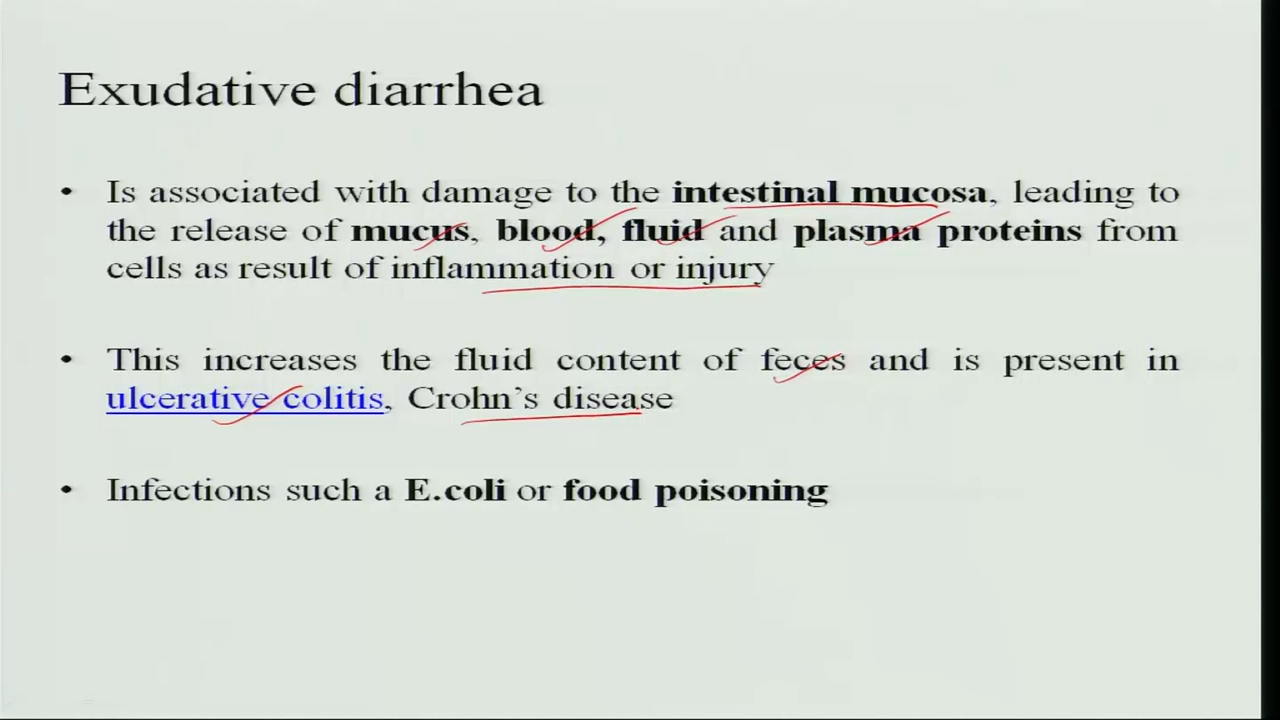 Exudative diarrhea
• Is associated with damage to the intestinal mucosa, leading to
the release of mucus, blood, fluid and plasma proteins from
cells as result of inflammation or injury
• This increases the fluid content of feces and is present in
ulcerative colitis, Crohn's disease
• Infections such a E.coli or food poisoning